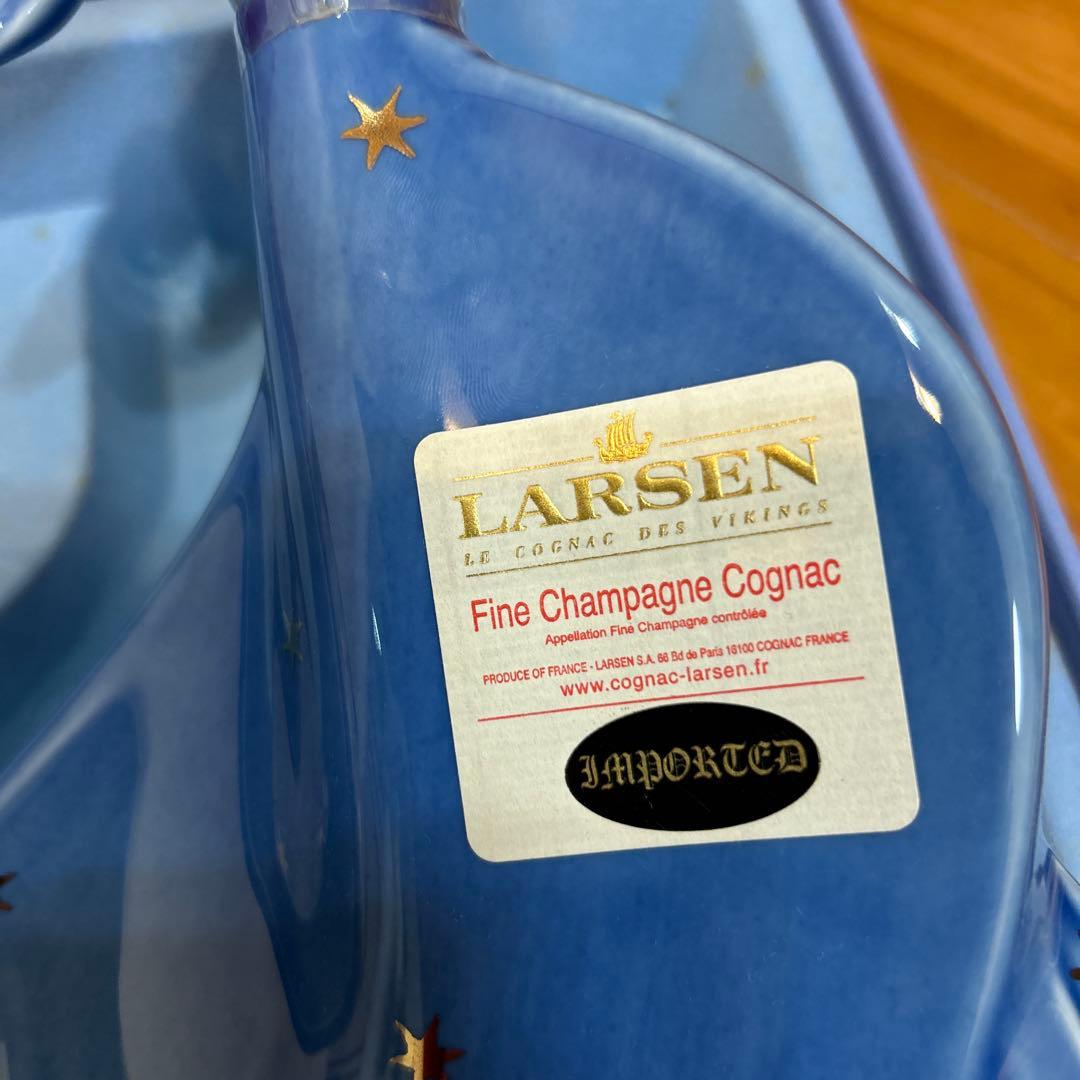 LARSEN
LE COGNAC DES VIKINGS
Fine Champagne Cognac
Appellation Fine Champagne contrôlée
PRODUCE OF FRANCE - LARSEN S.A. 66 Bd de Paris 16100 COGNAC FRANCE
www.cognac-larsen.fr
IMPORTED